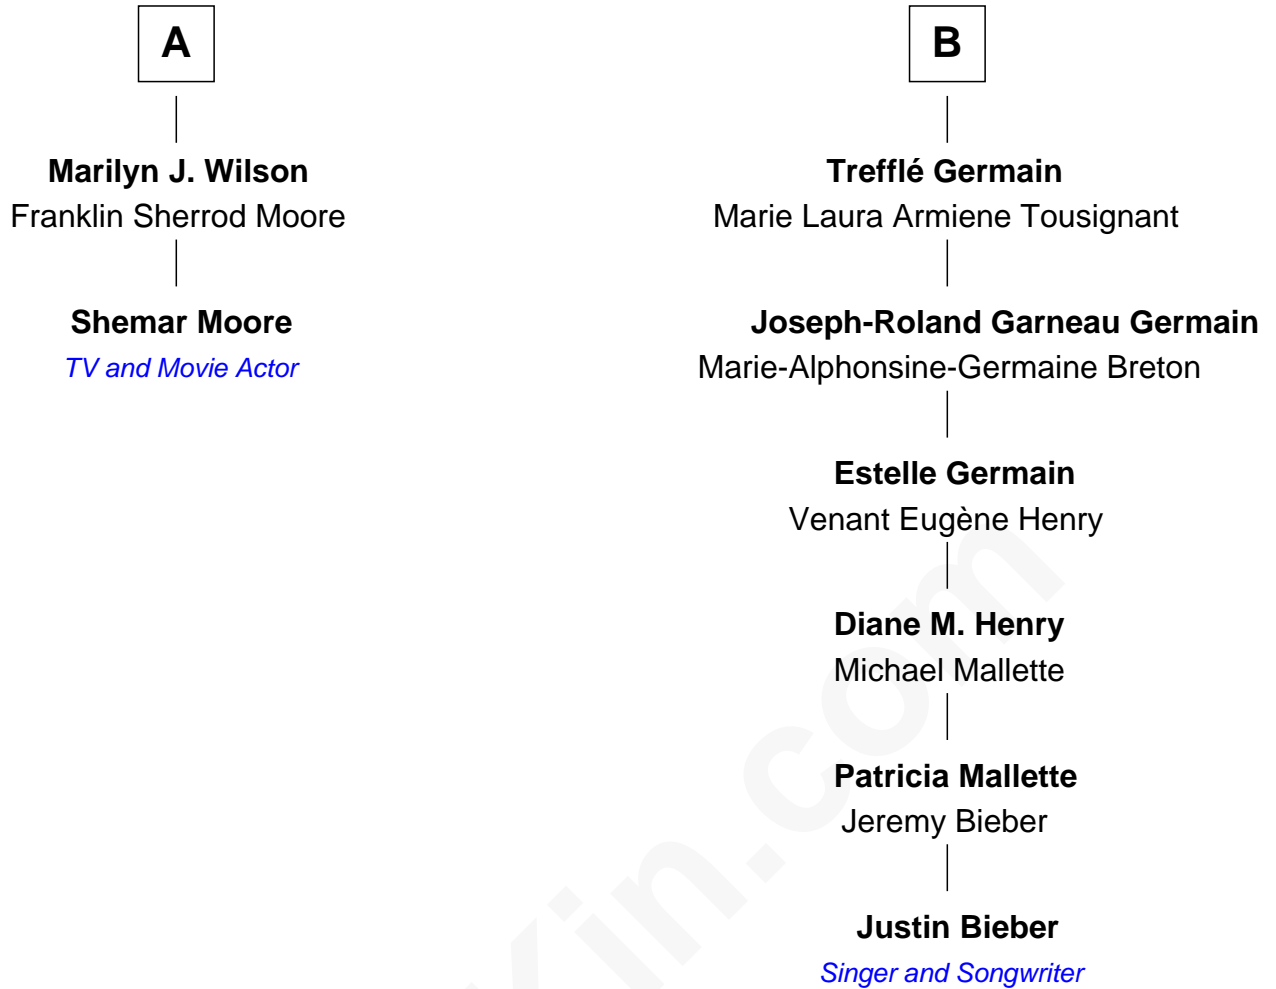 A
Marilyn J. Wilson
Franklin Sherrod Moore
Shemar Moore
TV and Movie Actor
B
Trefflé Germain
Marie Laura Armiene Tousignant
Joseph-Roland Garneau Germain
Marie-Alphonsine-Germaine Breton
Estelle Germain
Venant Eugène Henry
Diane M. Henry
Michael Mallette
Patricia Mallette
Jeremy Bieber
Justin Bieber
Singer and Songwriter
Kin.com